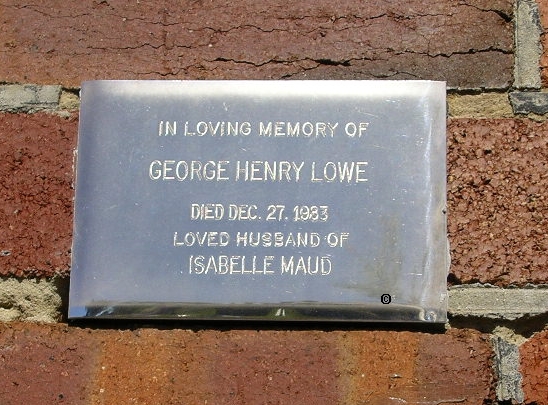 IN LOVING MEMORY OF
GEORGE HENRY LOWE
DIED DEC. 27. 1983
LOVED HUSBAND OF
ISABELLE MAUD
©